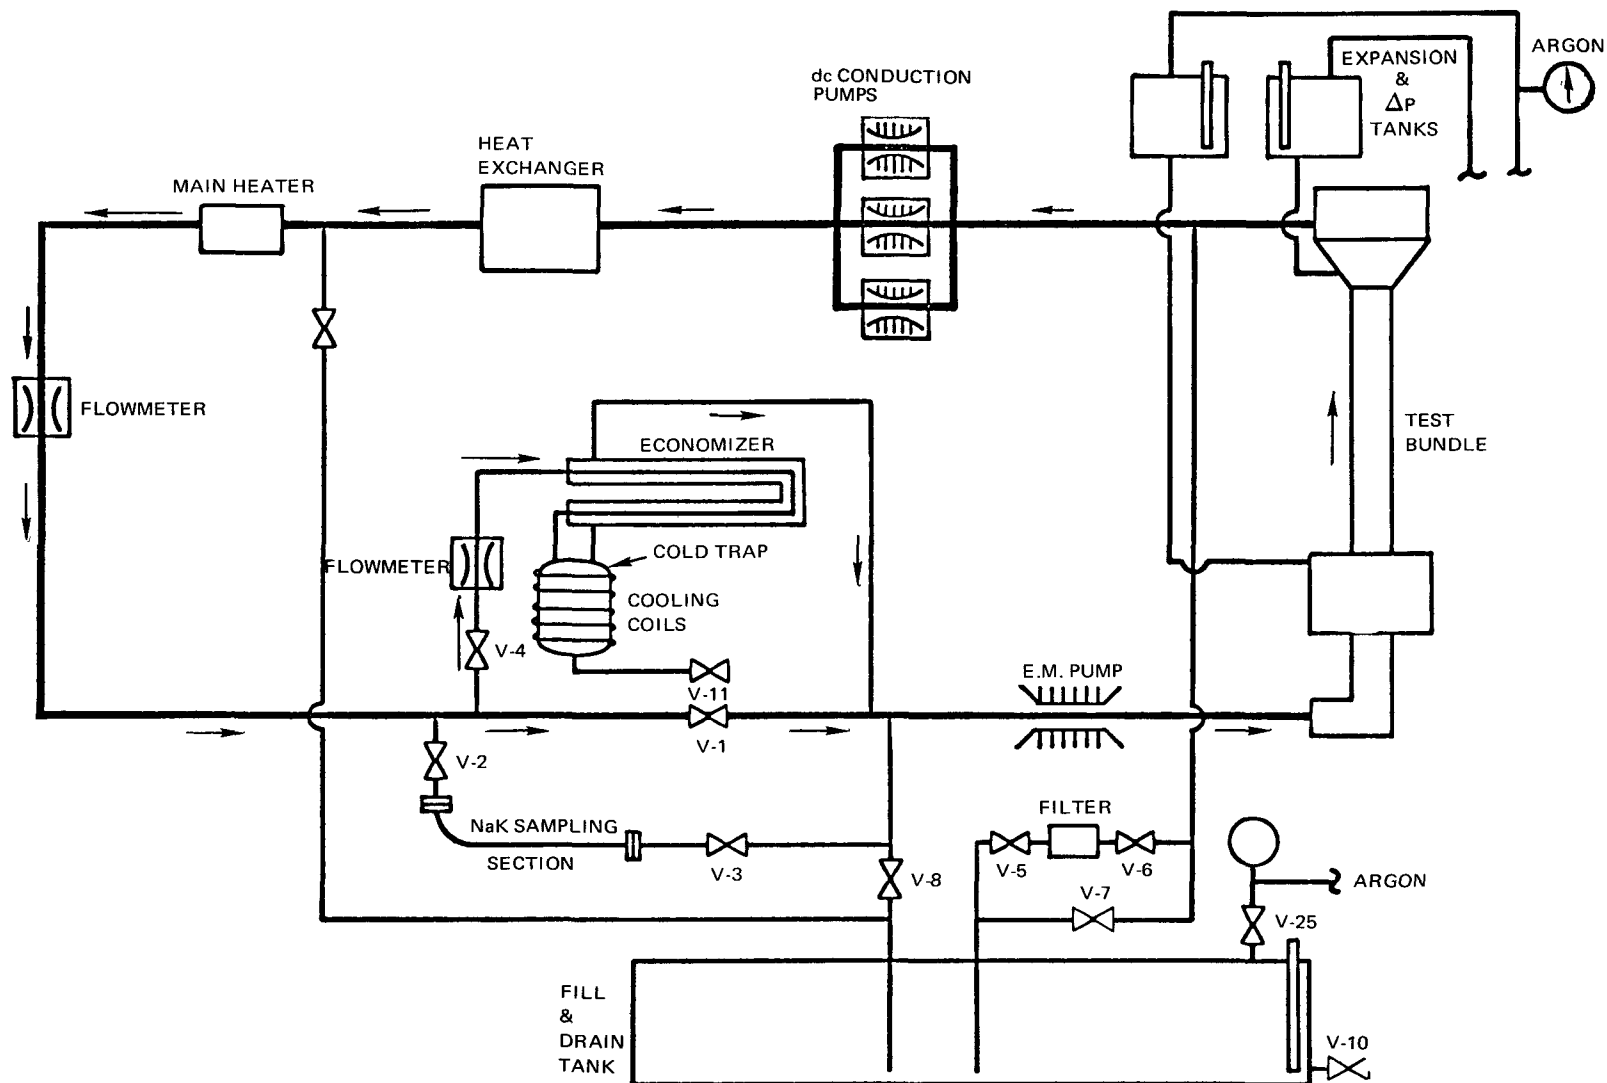 ARGON
EXPANSION
&
ΔP
TANKS
dc CONDUCTION
PUMPS
HEAT
EXCHANGER
MAIN HEATER
FLOWMETER
TEST
BUNDLE
ECONOMIZER
COLD TRAP
FLOWMETER
COOLING
COILS
V-4
V-11
E.M. PUMP
V-1
V-2
FILTER
NaK SAMPLING
SECTION
V-3
V-8
V-5
V-6
V-7
ARGON
V-25
FILL
&
DRAIN
TANK
V-10